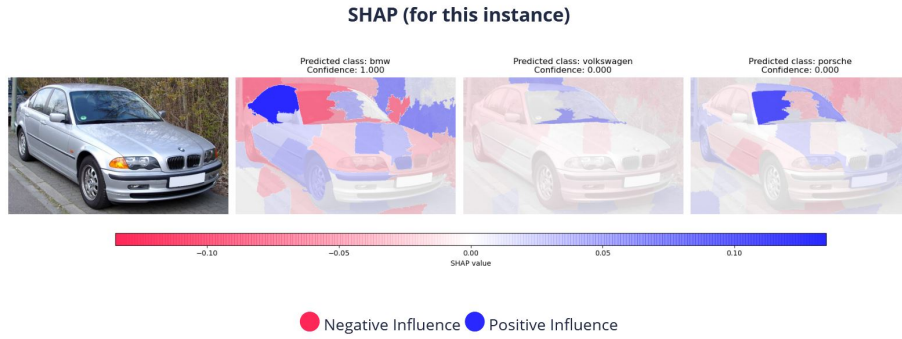 SHAP (for this instance)
Predicted class: bmw
Confidence: 1.000
Predicted class: volkswagen
Confidence: 0.000
Predicted class: porsche
Confidence: 0.000
−0.10 −0.05 0.00 0.05 0.10
SHAP value
Negative Influence Positive Influence